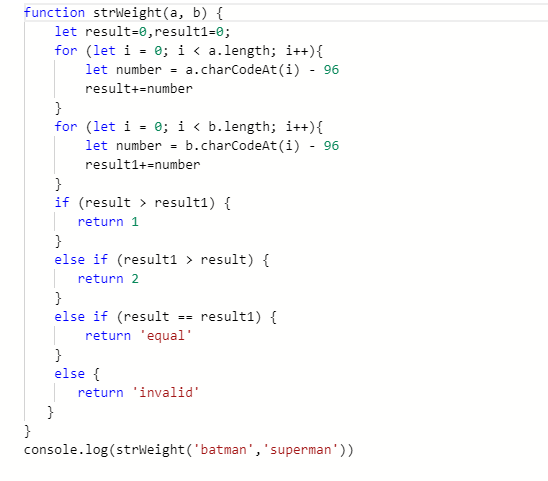 function strWeight(a, b) {
    let result=0,result1=0;
    for (let i = 0; i < a.length; i++){
        let number = a.charCodeAt(i) - 96
        result+=number
    }
    for (let i = 0; i < b.length; i++){
        let number = b.charCodeAt(i) - 96
        result1+=number
    }
    if (result > result1) {
       return 1
    }
    else if (result1 > result) {
       return 2
    }
    else if (result == result1) {
        return 'equal'
    }
    else {
       return 'invalid'
   }
}
console.log(strWeight('batman','superman'))